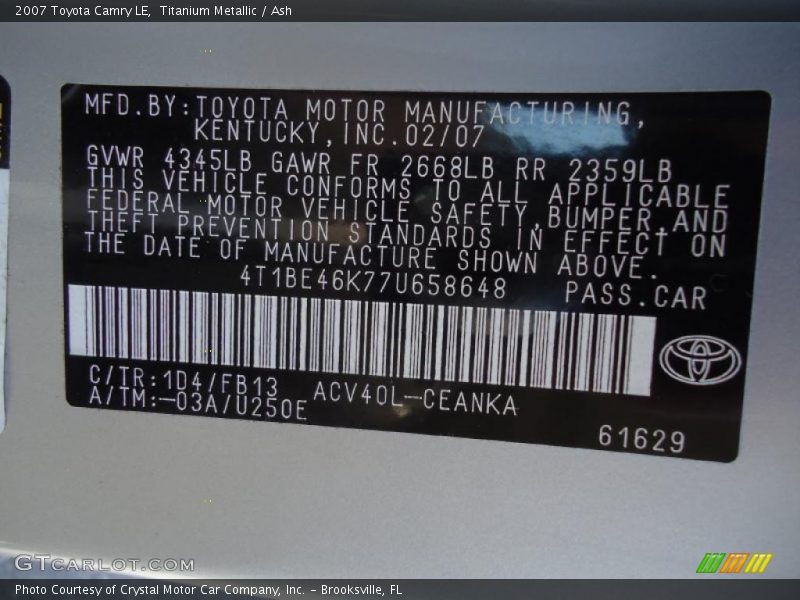 2007 Toyota Camry LE, Titanium Metallic / Ash
MFD.BY:TOYOTA MOTOR MANUFACTURING,
KENTUCKY,INC.02/07
GVWR 4345LB GAWR FR 2668LB RR 2359LB
THIS VEHICLE CONFORMS TO ALL APPLICABLE
FEDERAL MOTOR VEHICLE SAFETY,BUMPER,AND
THEFT PREVENTION STANDARDS IN EFFECT ON
THE DATE OF MANUFACTURE SHOWN ABOVE.
4T1BE46K77U658648 PASS.CAR
C/TR:1D4/FB13 ACV40L-CEANKA
A/TM:-03A/U250E
61629
GTCARLOT.COM
Photo Courtesy of Crystal Motor Car Company, Inc. - Brooksville, FL